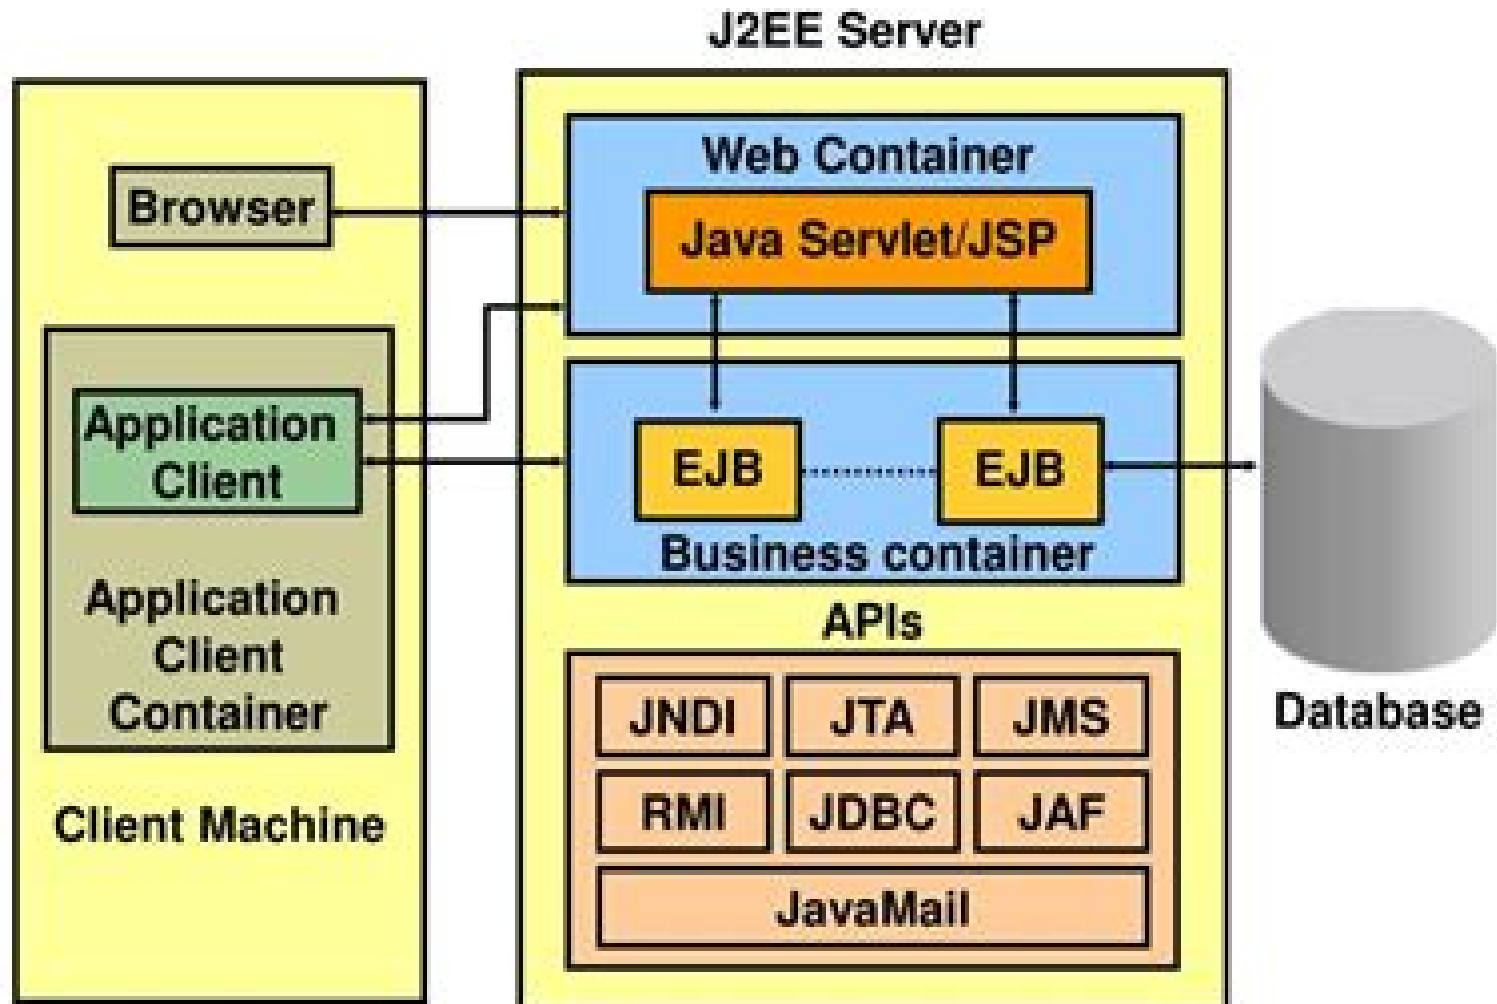 J2EE Server
Browser
Application
Client
Application
Client
Container
Client Machine
Web Container
Java Servlet/JSP
EJB
EJB
Business container
APIs
JNDI
JTA
JMS
RMI
JDBC
JAF
JavaMail
Database